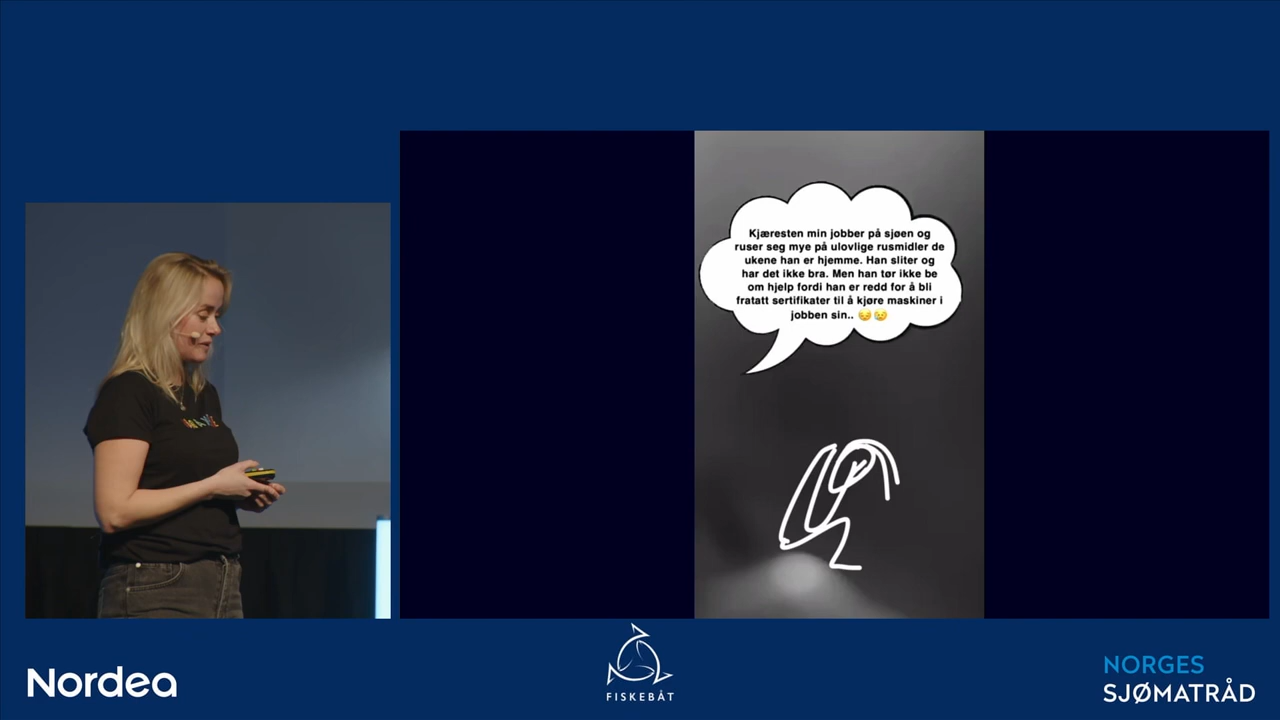 Kjæresten min jobber på sjøen og
ruser seg mye på ulovlige rusmidler de
ukene han er hjemme. Han sliter og
har det ikke bra. Men han tør ikke be
om hjelp fordi han er redd for å bli
fratatt sertifikater til å kjøre maskiner i
jobben sin.. 😔😢
Nordea
FISKEBÅT
NORGES
SJØMATRÅD